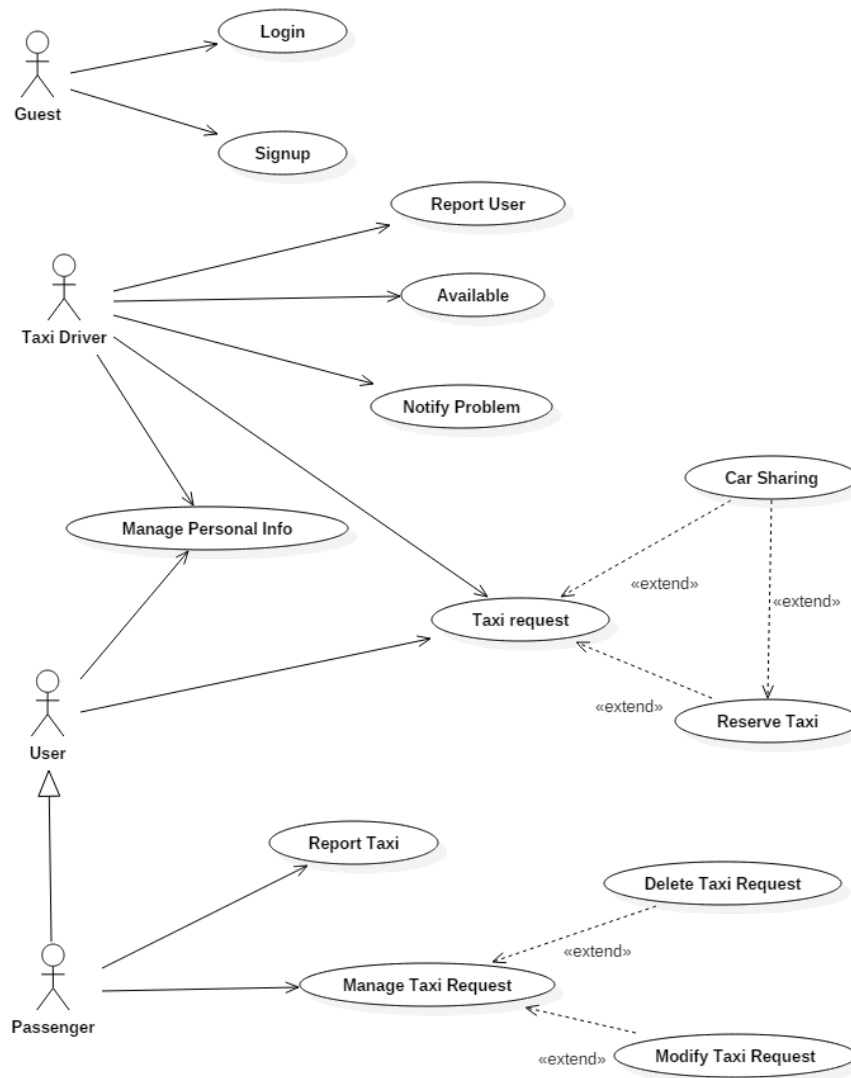 Login
Guest
Signup
Report User
Available
Taxi Driver
Notify Problem
Car Sharing
Manage Personal Info
«extend»
«extend»
Taxi request
«extend»
Reserve Taxi
User
Report Taxi
Delete Taxi Request
«extend»
Manage Taxi Request
Passenger
«extend»
Modify Taxi Request